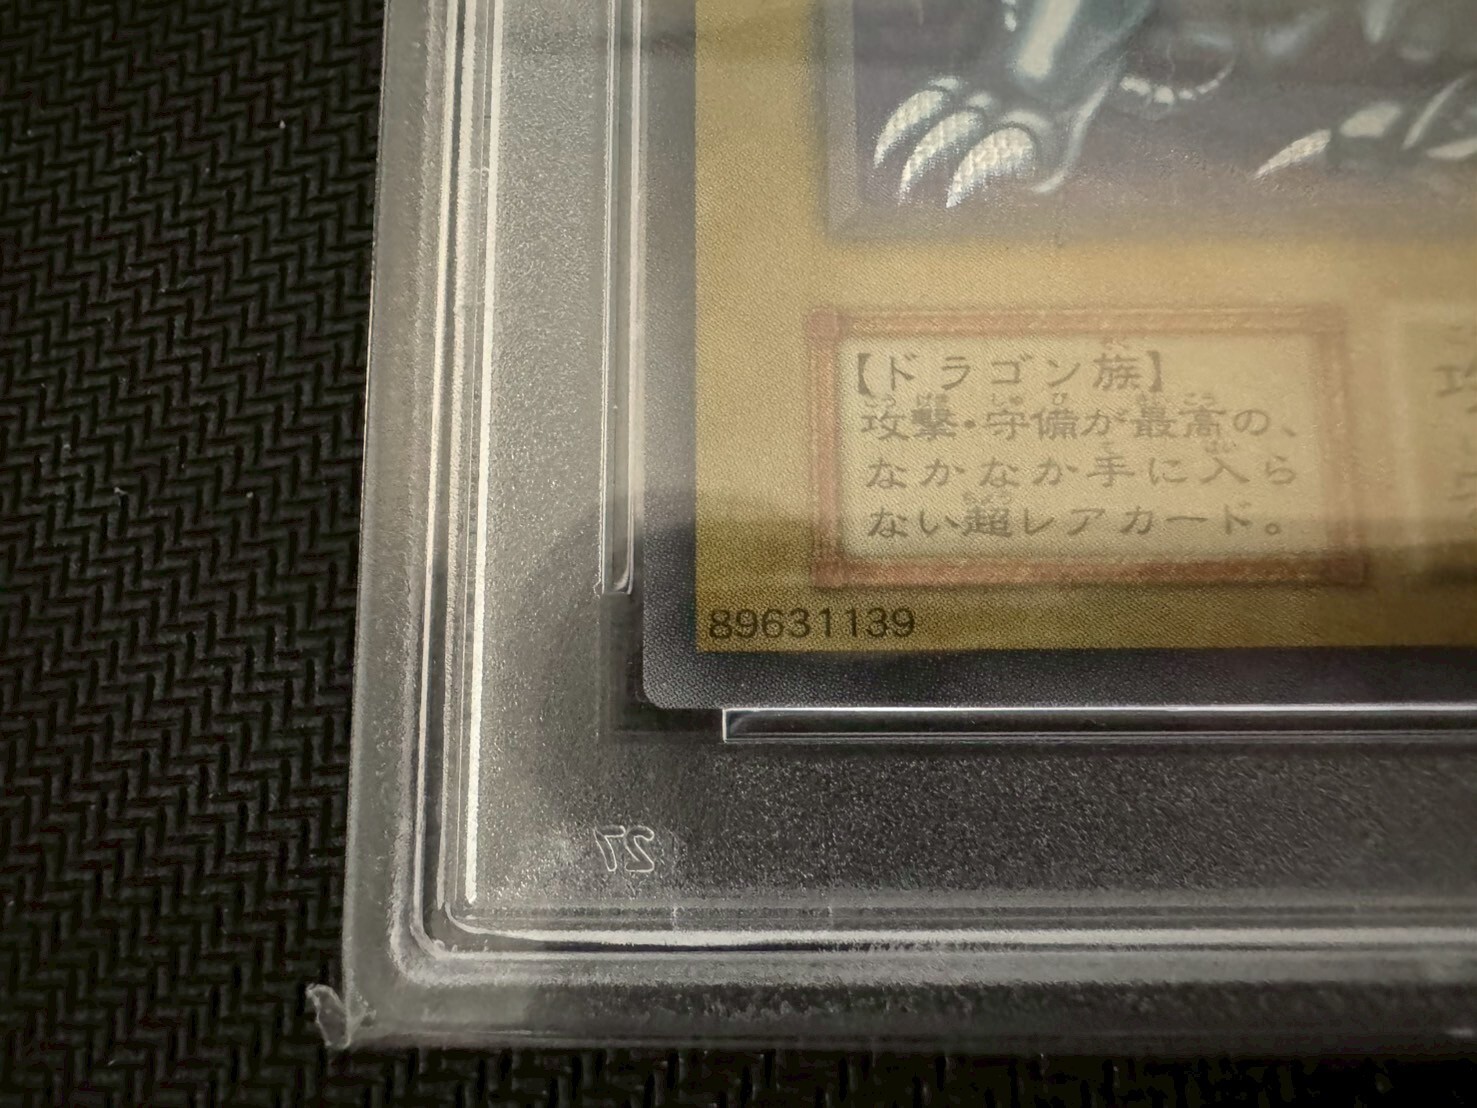 【ドラゴン族】
攻撃・守備が最高の、
なかなか手に入ら
ない超レアカード。
攻
89631139
27